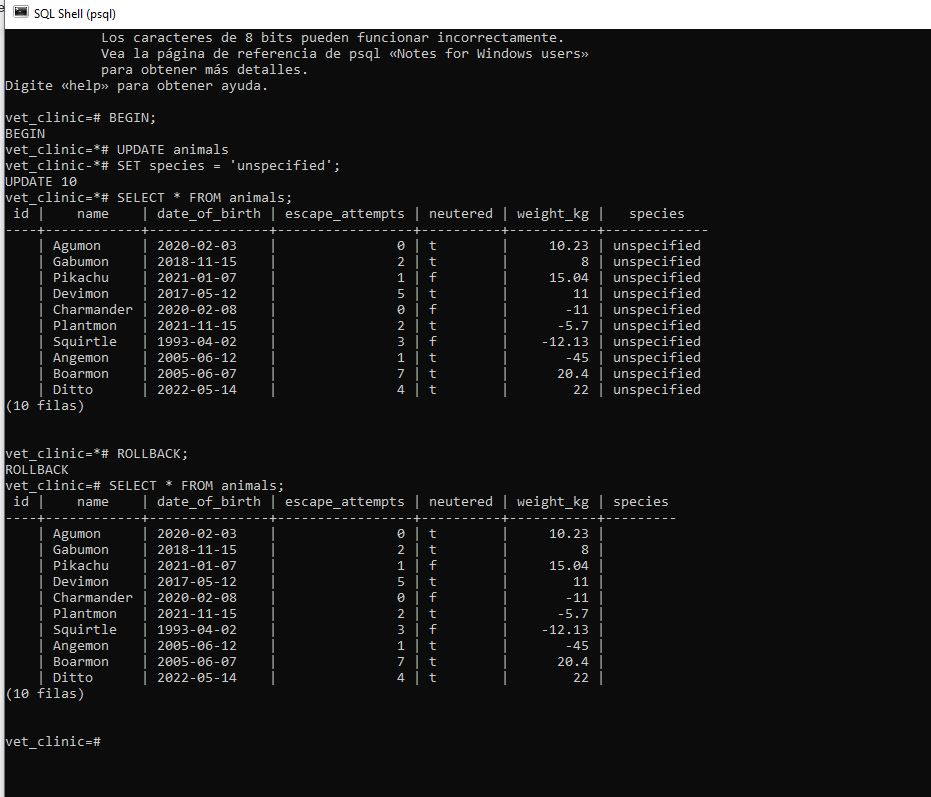 SQL Shell (psql)
Los caracteres de 8 bits pueden funcionar incorrectamente.
Vea la página de referencia de psql «Notes for Windows users»
para obtener más detalles.
Digite «help» para obtener ayuda.
vet_clinic=# BEGIN;
BEGIN
vet_clinic=*# UPDATE animals
vet_clinic-*# SET species = 'unspecified';
UPDATE 10
vet_clinic=*# SELECT * FROM animals;
 id |    name    | date_of_birth | escape_attempts | neutered | weight_kg |   species
----+------------+---------------+-----------------+----------+-----------+-------------
    | Agumon     | 2020-02-03    |               0 | t        |     10.23 | unspecified
    | Gabumon    | 2018-11-15    |               2 | t        |         8 | unspecified
    | Pikachu    | 2021-01-07    |               1 | f        |     15.04 | unspecified
    | Devimon    | 2017-05-12    |               5 | t        |        11 | unspecified
    | Charmander | 2020-02-08    |               0 | f        |       -11 | unspecified
    | Plantmon   | 2021-11-15    |               2 | t        |      -5.7 | unspecified
    | Squirtle   | 1993-04-02    |               3 | f        |    -12.13 | unspecified
    | Angemon    | 2005-06-12    |               1 | t        |       -45 | unspecified
    | Boarmon    | 2005-06-07    |               7 | t        |      20.4 | unspecified
    | Ditto      | 2022-05-14    |               4 | t        |        22 | unspecified
(10 filas)
vet_clinic=*# ROLLBACK;
ROLLBACK
vet_clinic=# SELECT * FROM animals;
 id |    name    | date_of_birth | escape_attempts | neutered | weight_kg | species
----+------------+---------------+-----------------+----------+-----------+---------
    | Agumon     | 2020-02-03    |               0 | t        |     10.23 |
    | Gabumon    | 2018-11-15    |               2 | t        |         8 |
    | Pikachu    | 2021-01-07    |               1 | f        |     15.04 |
    | Devimon    | 2017-05-12    |               5 | t        |        11 |
    | Charmander | 2020-02-08    |               0 | f        |       -11 |
    | Plantmon   | 2021-11-15    |               2 | t        |      -5.7 |
    | Squirtle   | 1993-04-02    |               3 | f        |    -12.13 |
    | Angemon    | 2005-06-12    |               1 | t        |       -45 |
    | Boarmon    | 2005-06-07    |               7 | t        |      20.4 |
    | Ditto      | 2022-05-14    |               4 | t        |        22 |
(10 filas)
vet_clinic=#